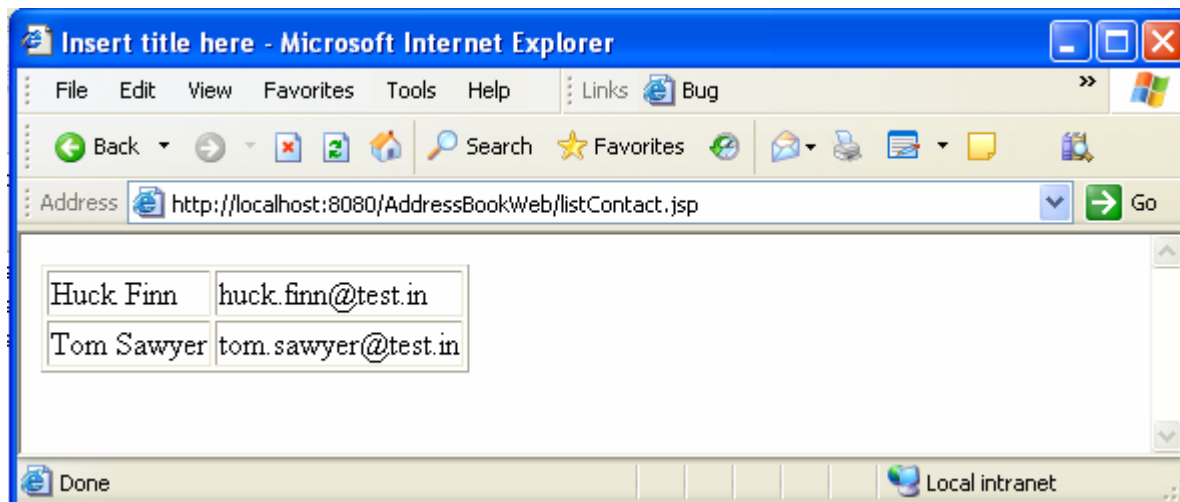 Insert title here - Microsoft Internet Explorer
File Edit View Favorites Tools Help Links Bug »
Back Search Favorites
Address http://localhost:8080/AddressBookWeb/listContact.jsp Go
Huck Finn huck.finn@test.in
Tom Sawyer tom.sawyer@test.in
Done Local intranet